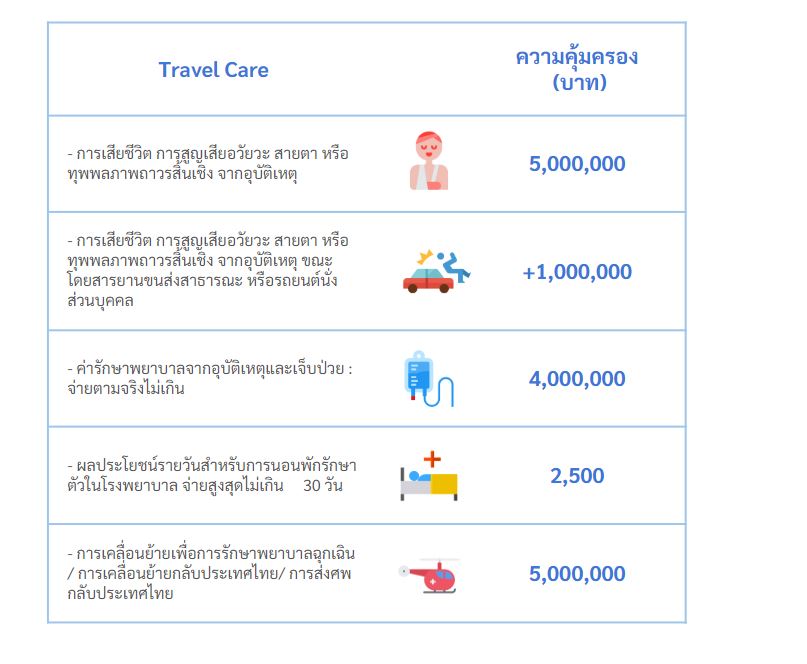 Travel Care
ความคุ้มครอง
(บาท)
- การเสียชีวิต การสูญเสียอวัยวะ สายตา หรือ
ทุพพลภาพถาวรสิ้นเชิง จากอุบัติเหตุ
5,000,000
- การเสียชีวิต การสูญเสียอวัยวะ สายตา หรือ
ทุพพลภาพถาวรสิ้นเชิง จากอุบัติเหตุ ขณะ
โดยสารยานขนส่งสาธารณะ หรือรถยนต์นั่ง
ส่วนบุคคล
+1,000,000
- ค่ารักษาพยาบาลจากอุบัติเหตุและเจ็บป่วย :
จ่ายตามจริงไม่เกิน
4,000,000
- ผลประโยชน์รายวันสำหรับการนอนพักรักษา
ตัวในโรงพยาบาล จ่ายสูงสุดไม่เกิน 30 วัน
2,500
- การเคลื่อนย้ายเพื่อการรักษาพยาบาลฉุกเฉิน
/ การเคลื่อนย้ายกลับประเทศไทย/ การส่งศพ
กลับประเทศไทย
5,000,000